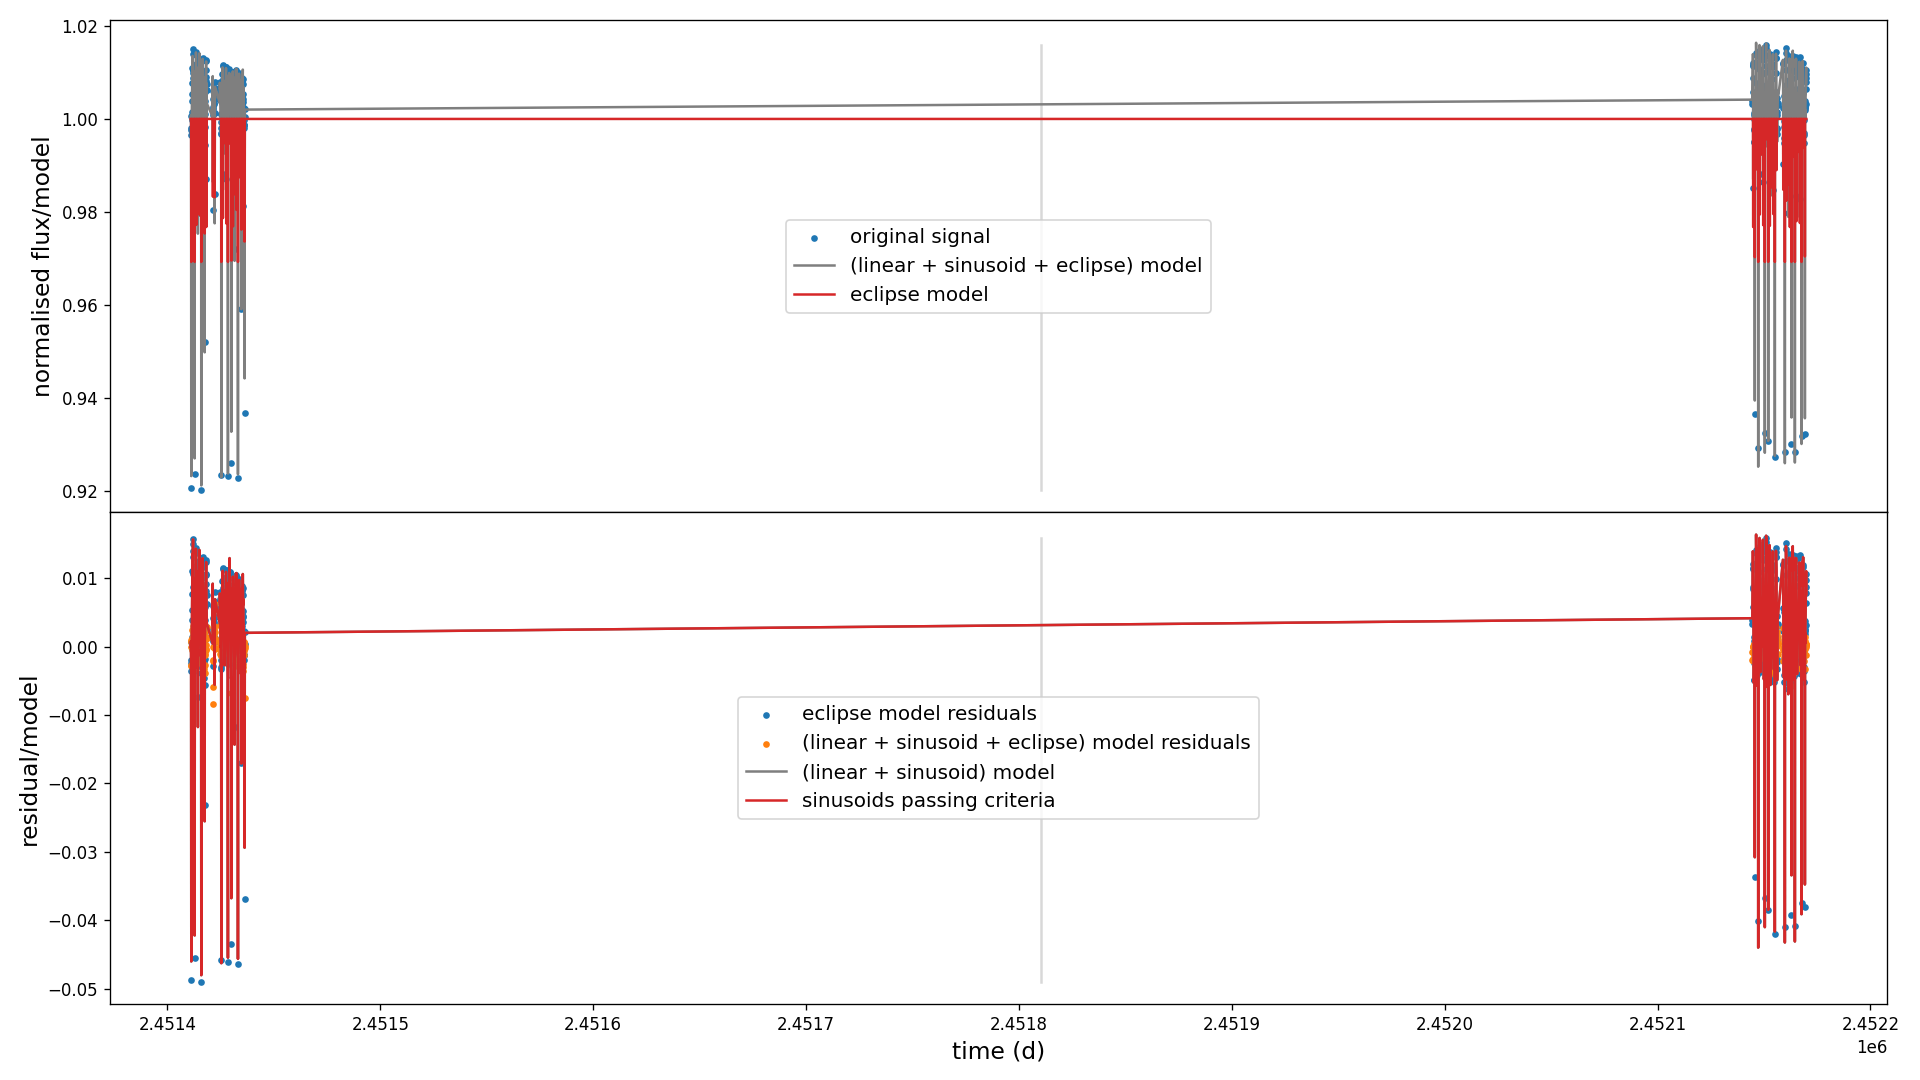 1.02
1.00
0.98
0.96
0.94
0.92
normalised flux/model
original signal
(linear + sinusoid + eclipse) model
eclipse model
0.01
0.00
−0.01
−0.02
−0.03
−0.04
−0.05
residual/model
eclipse model residuals
(linear + sinusoid + eclipse) model residuals
(linear + sinusoid) model
sinusoids passing criteria
2.4514 2.4515 2.4516 2.4517 2.4518 2.4519 2.4520 2.4521 2.4522
time (d)
1e6